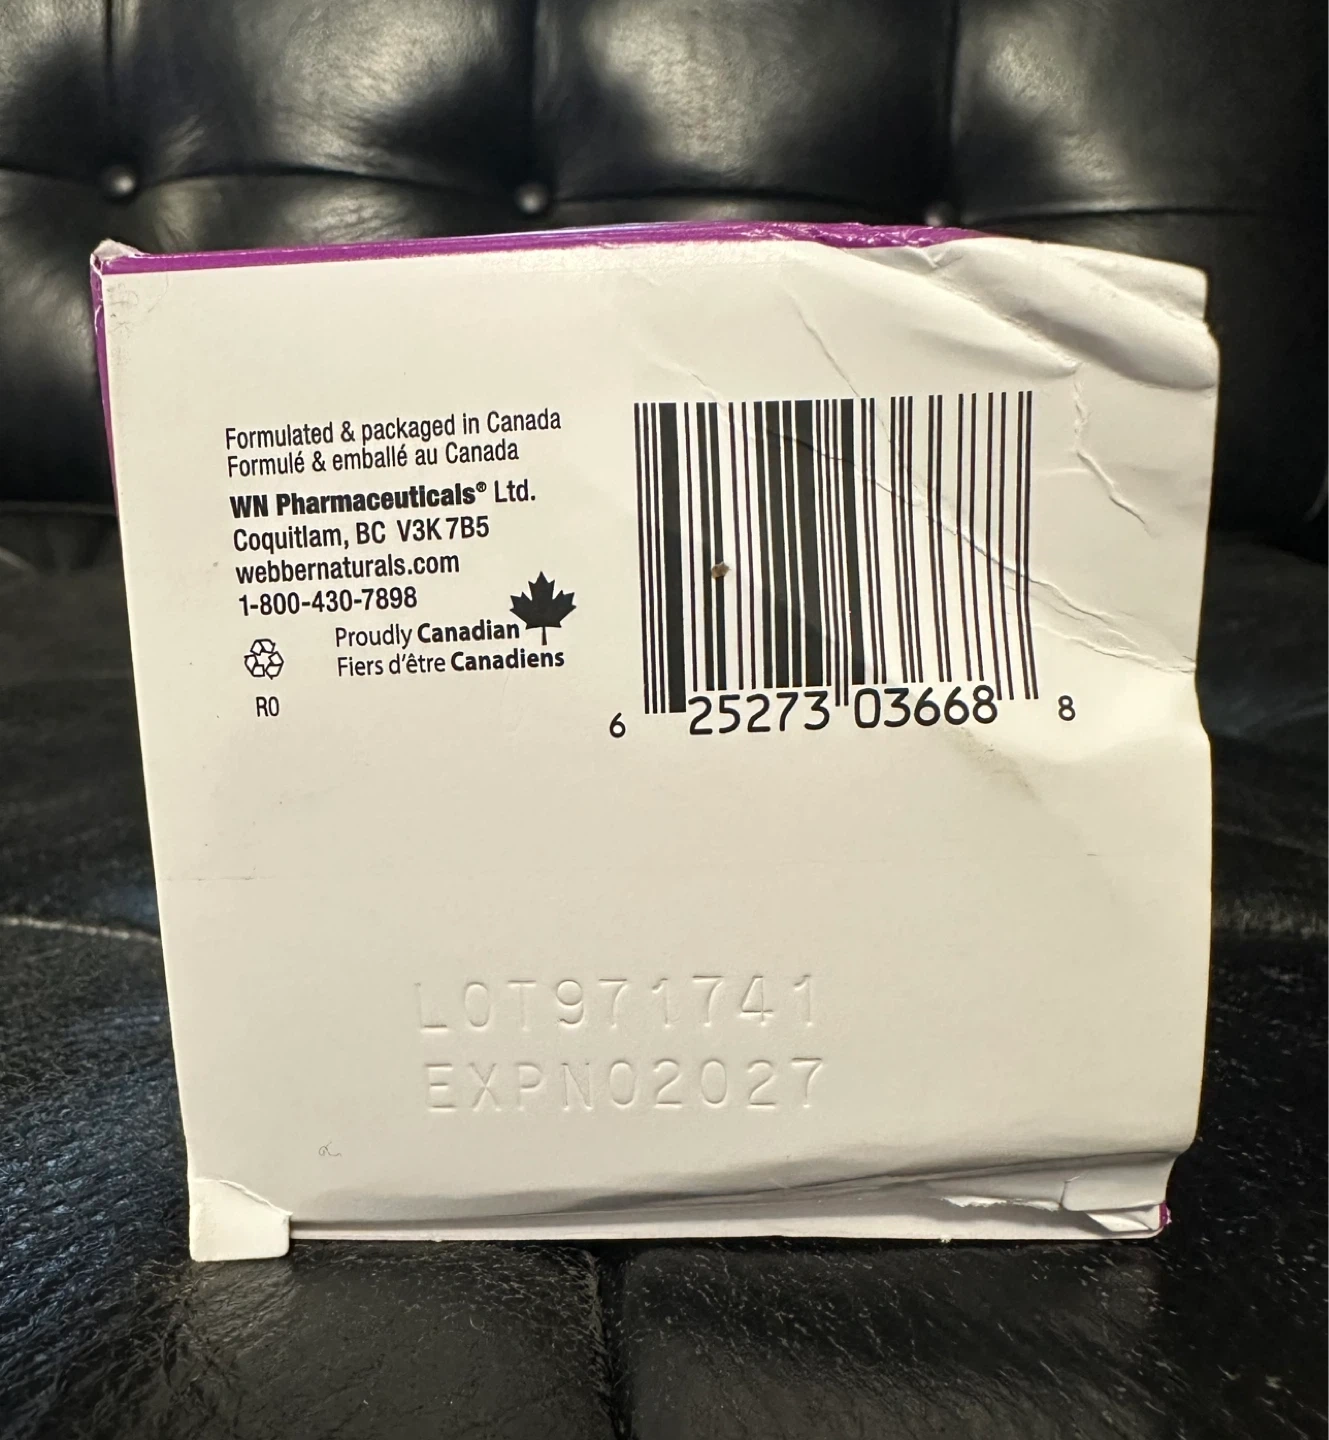 Formulated & packaged in Canada
Formulé & emballé au Canada
WN Pharmaceuticals® Ltd.
Coquitlam, BC V3K 7B5
webbernaturals.com
1-800-430-7898
Proudly Canadian
Fiers d'être Canadiens
R0
6 25273 03668 8
LOT971741
EXPN02027